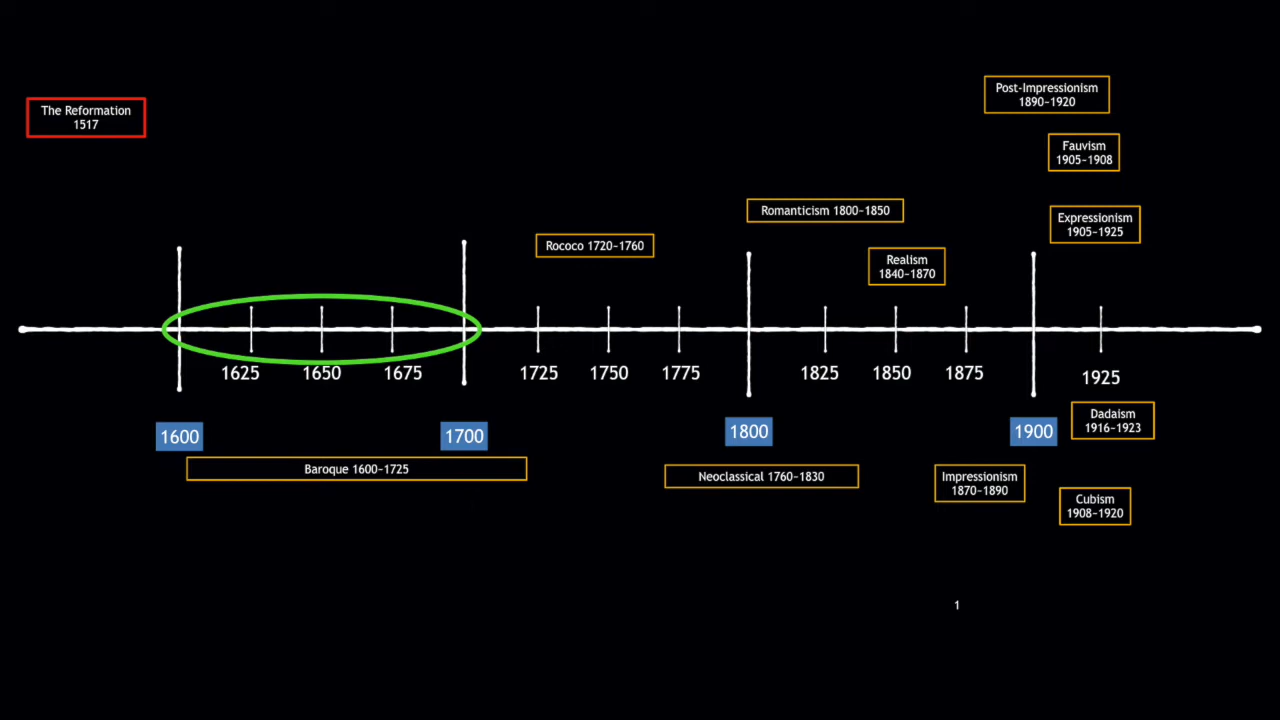 Post-Impressionism
1890-1920
The Reformation
1517
Fauvism
1905-1908
Romanticism 1800-1850
Expressionism
1905-1925
Rococo 1720-1760
Realism
1840-1870
1625 1650 1675 1725 1750 1775 1825 1850 1875 1925
1600 1700 1800 1900
Dadaism
1916-1923
Baroque 1600-1725
Neoclassical 1760-1830
Impressionism
1870-1890
Cubism
1908-1920
1